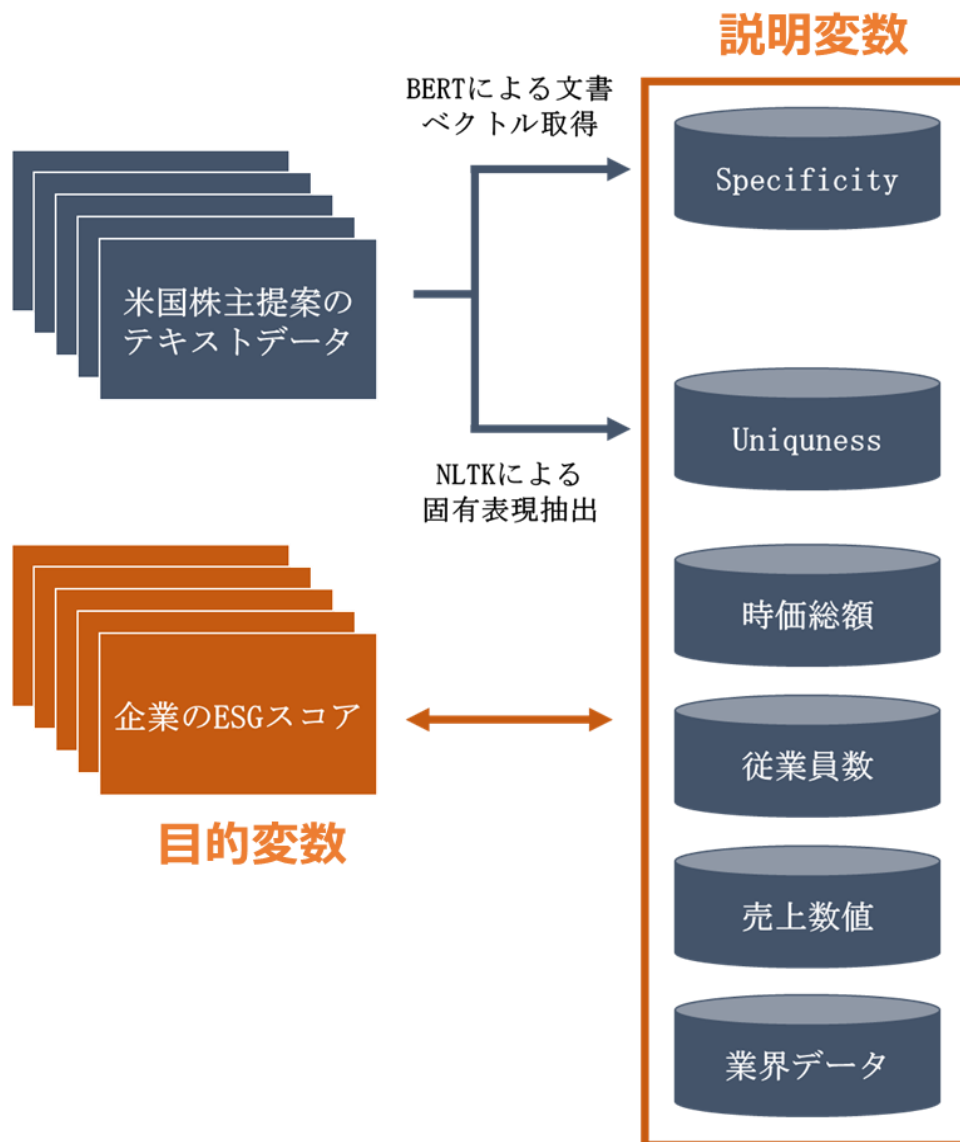 説明変数
BERTによる文書
ベクトル取得
Specificity
米国株主提案の
テキストデータ
Uniquness
NLTKによる
固有表現抽出
時価総額
企業のESGスコア
従業員数
目的変数
売上数値
業界データ